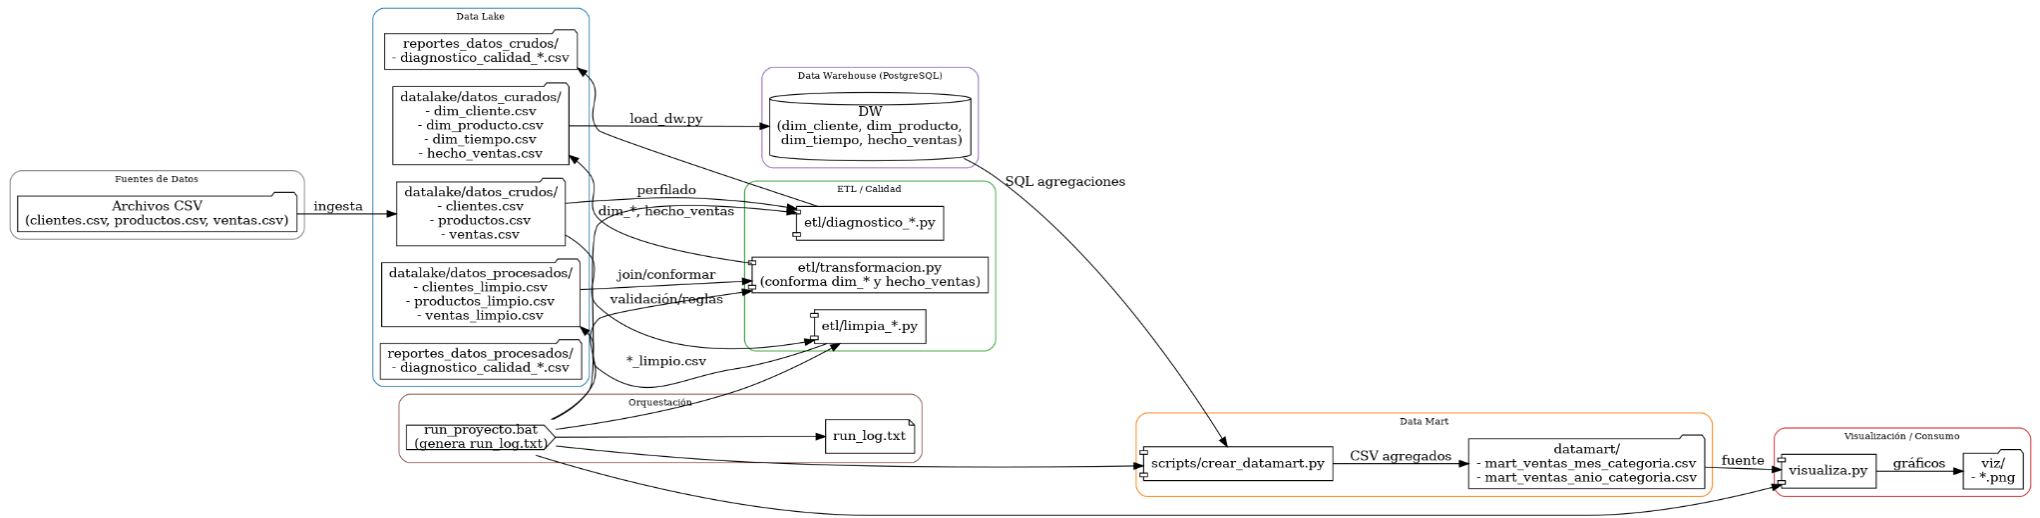 Data Lake
reportes_datos_crudos/
- diagnostico_calidad_*.csv
datalake/datos_curados/
- dim_cliente.csv
- dim_producto.csv
- dim_tiempo.csv
- hecho_ventas.csv
load_dw.py
Data Warehouse (PostgreSQL)
DW
(dim_cliente, dim_producto,
dim_tiempo, hecho_ventas)
Fuentes de Datos
Archivos CSV
(clientes.csv, productos.csv, ventas.csv)
ingesta
datalake/datos_crudos/
- clientes.csv
- productos.csv
- ventas.csv
perfilado
dim_*, hecho_ventas
ETL / Calidad
etl/diagnostico_*.py
SQL agregaciones
datalake/datos_procesados/
- clientes_limpio.csv
- productos_limpio.csv
- ventas_limpio.csv
join/conformar
validación/reglas
etl/transformacion.py
(conforma dim_* y hecho_ventas)
etl/limpia_*.py
reportes_datos_procesados/
- diagnostico_calidad_*.csv
*_limpio.csv
Orquestación
run_proyecto.bat
(genera run_log.txt)
run_log.txt
Data Mart
scripts/crear_datamart.py
CSV agregados
datamart/
- mart_ventas_mes_categoria.csv
- mart_ventas_anio_categoria.csv
fuente
Visualización / Consumo
visualiza.py
gráficos
viz/
- *.png